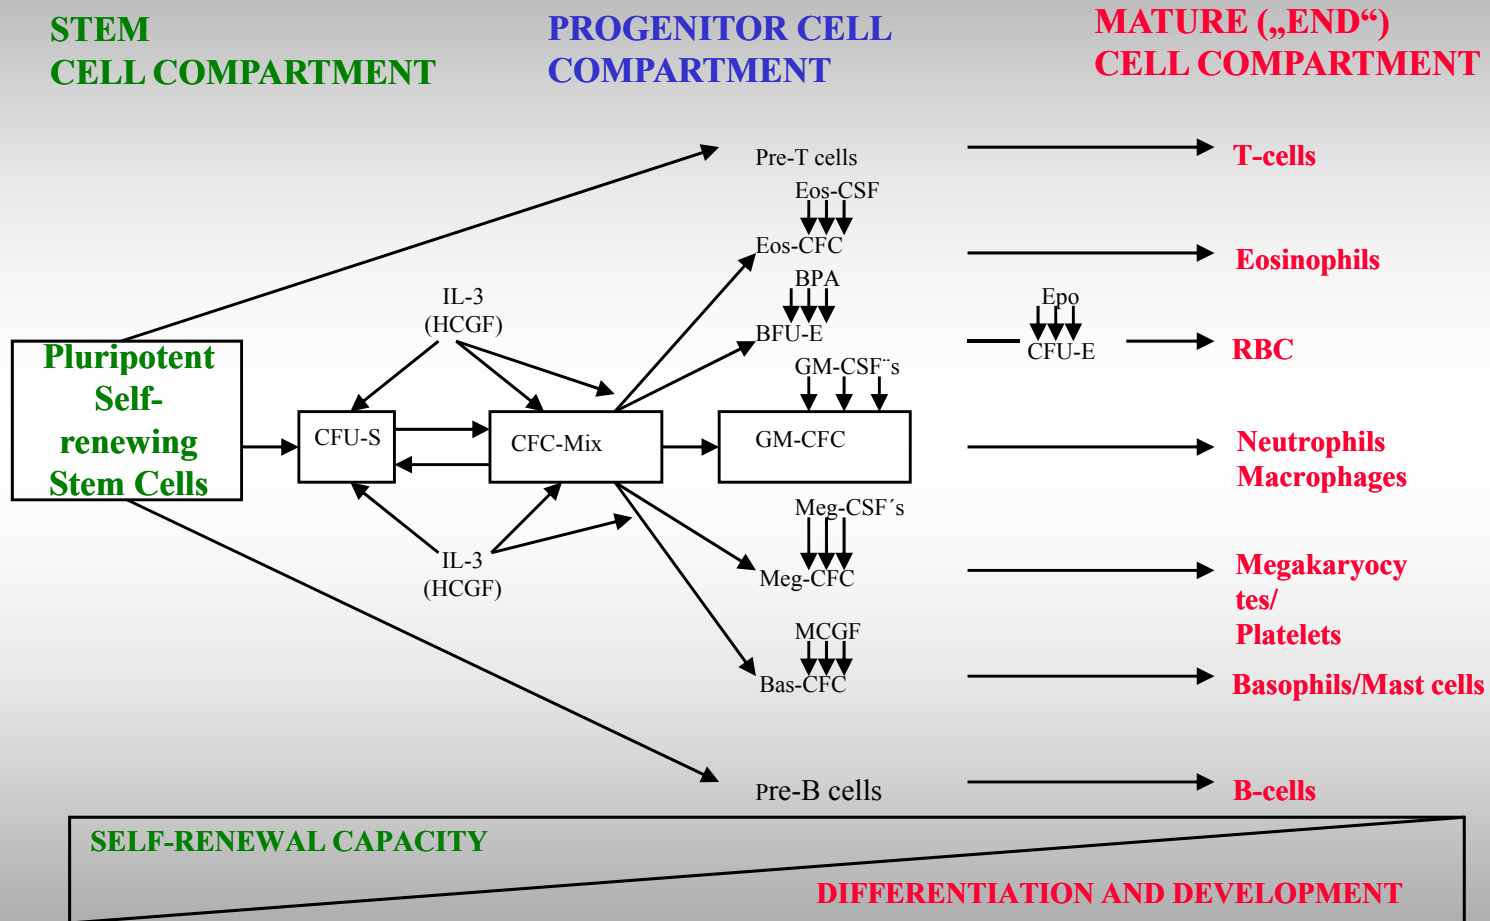 STEM
CELL COMPARTMENT
PROGENITOR CELL
COMPARTMENT
MATURE („END“)
CELL COMPARTMENT
Pre-T cells
T-cells
Eos-CSF
Eos-CFC
Eosinophils
BPA
BFU-E
Epo
CFU-E
RBC
IL-3
(HCGF)
Pluripotent
Self-
renewing
Stem Cells
CFU-S
CFC-Mix
GM-CSF¨s
GM-CFC
Neutrophils
Macrophages
IL-3
(HCGF)
Meg-CSF´s
Meg-CFC
Megakaryocy
tes/
Platelets
MCGF
Bas-CFC
Basophils/Mast cells
Pre-B cells
B-cells
SELF-RENEWAL CAPACITY
DIFFERENTIATION AND DEVELOPMENT